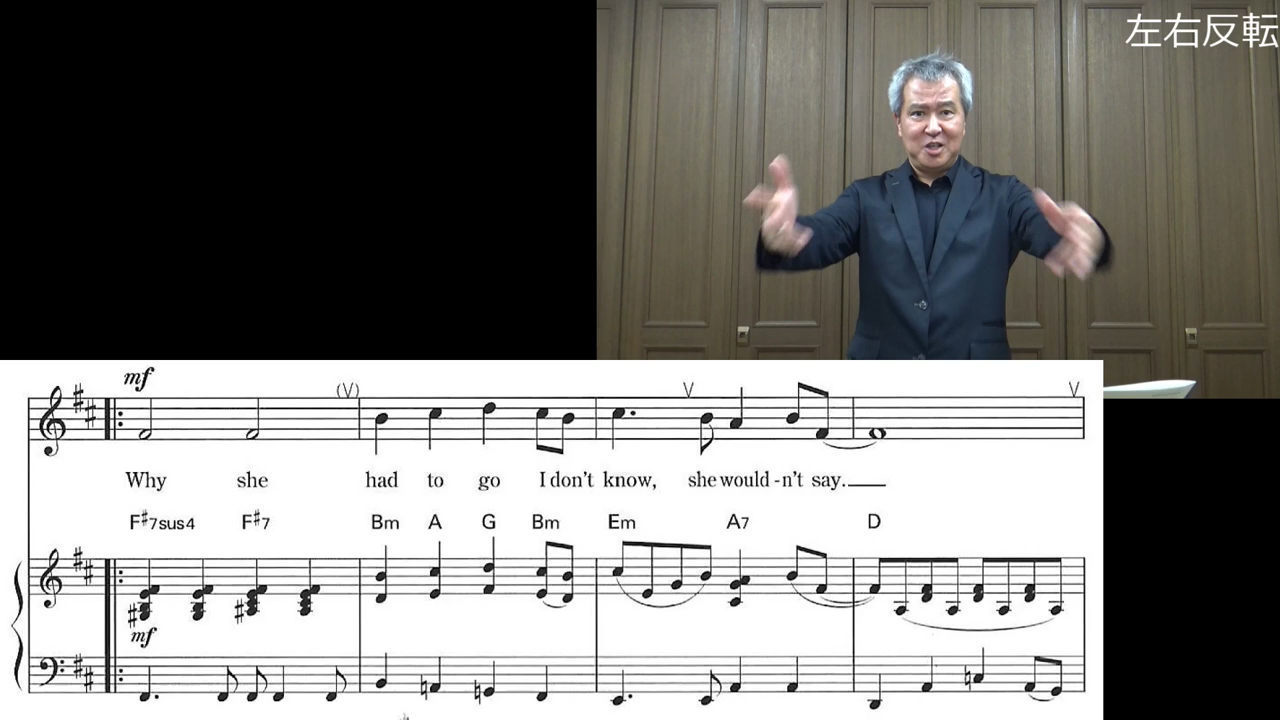 左右反転
mf
(V)
V
V
Why she had to go I don't know, she would -n't say.
F♯7sus4 F♯7 Bm A G Bm Em A7 D
mf